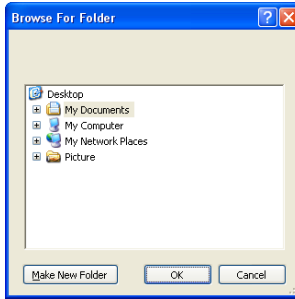 Browse For Folder
Desktop
My Documents
My Computer
My Network Places
Picture
Make New Folder
OK
Cancel